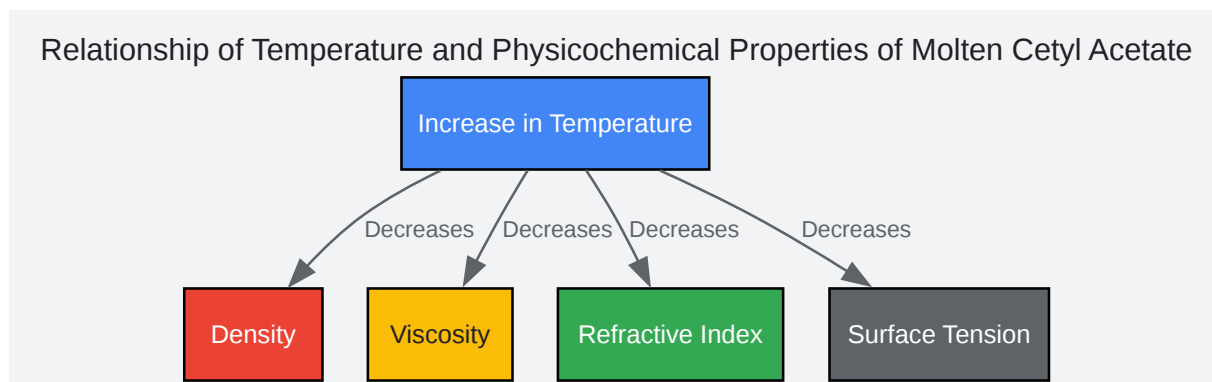 Relationship of Temperature and Physicochemical Properties of Molten Cetyl Acetate
Increase in Temperature
Decreases
Decreases
Decreases
Decreases
Density
Viscosity
Refractive Index
Surface Tension